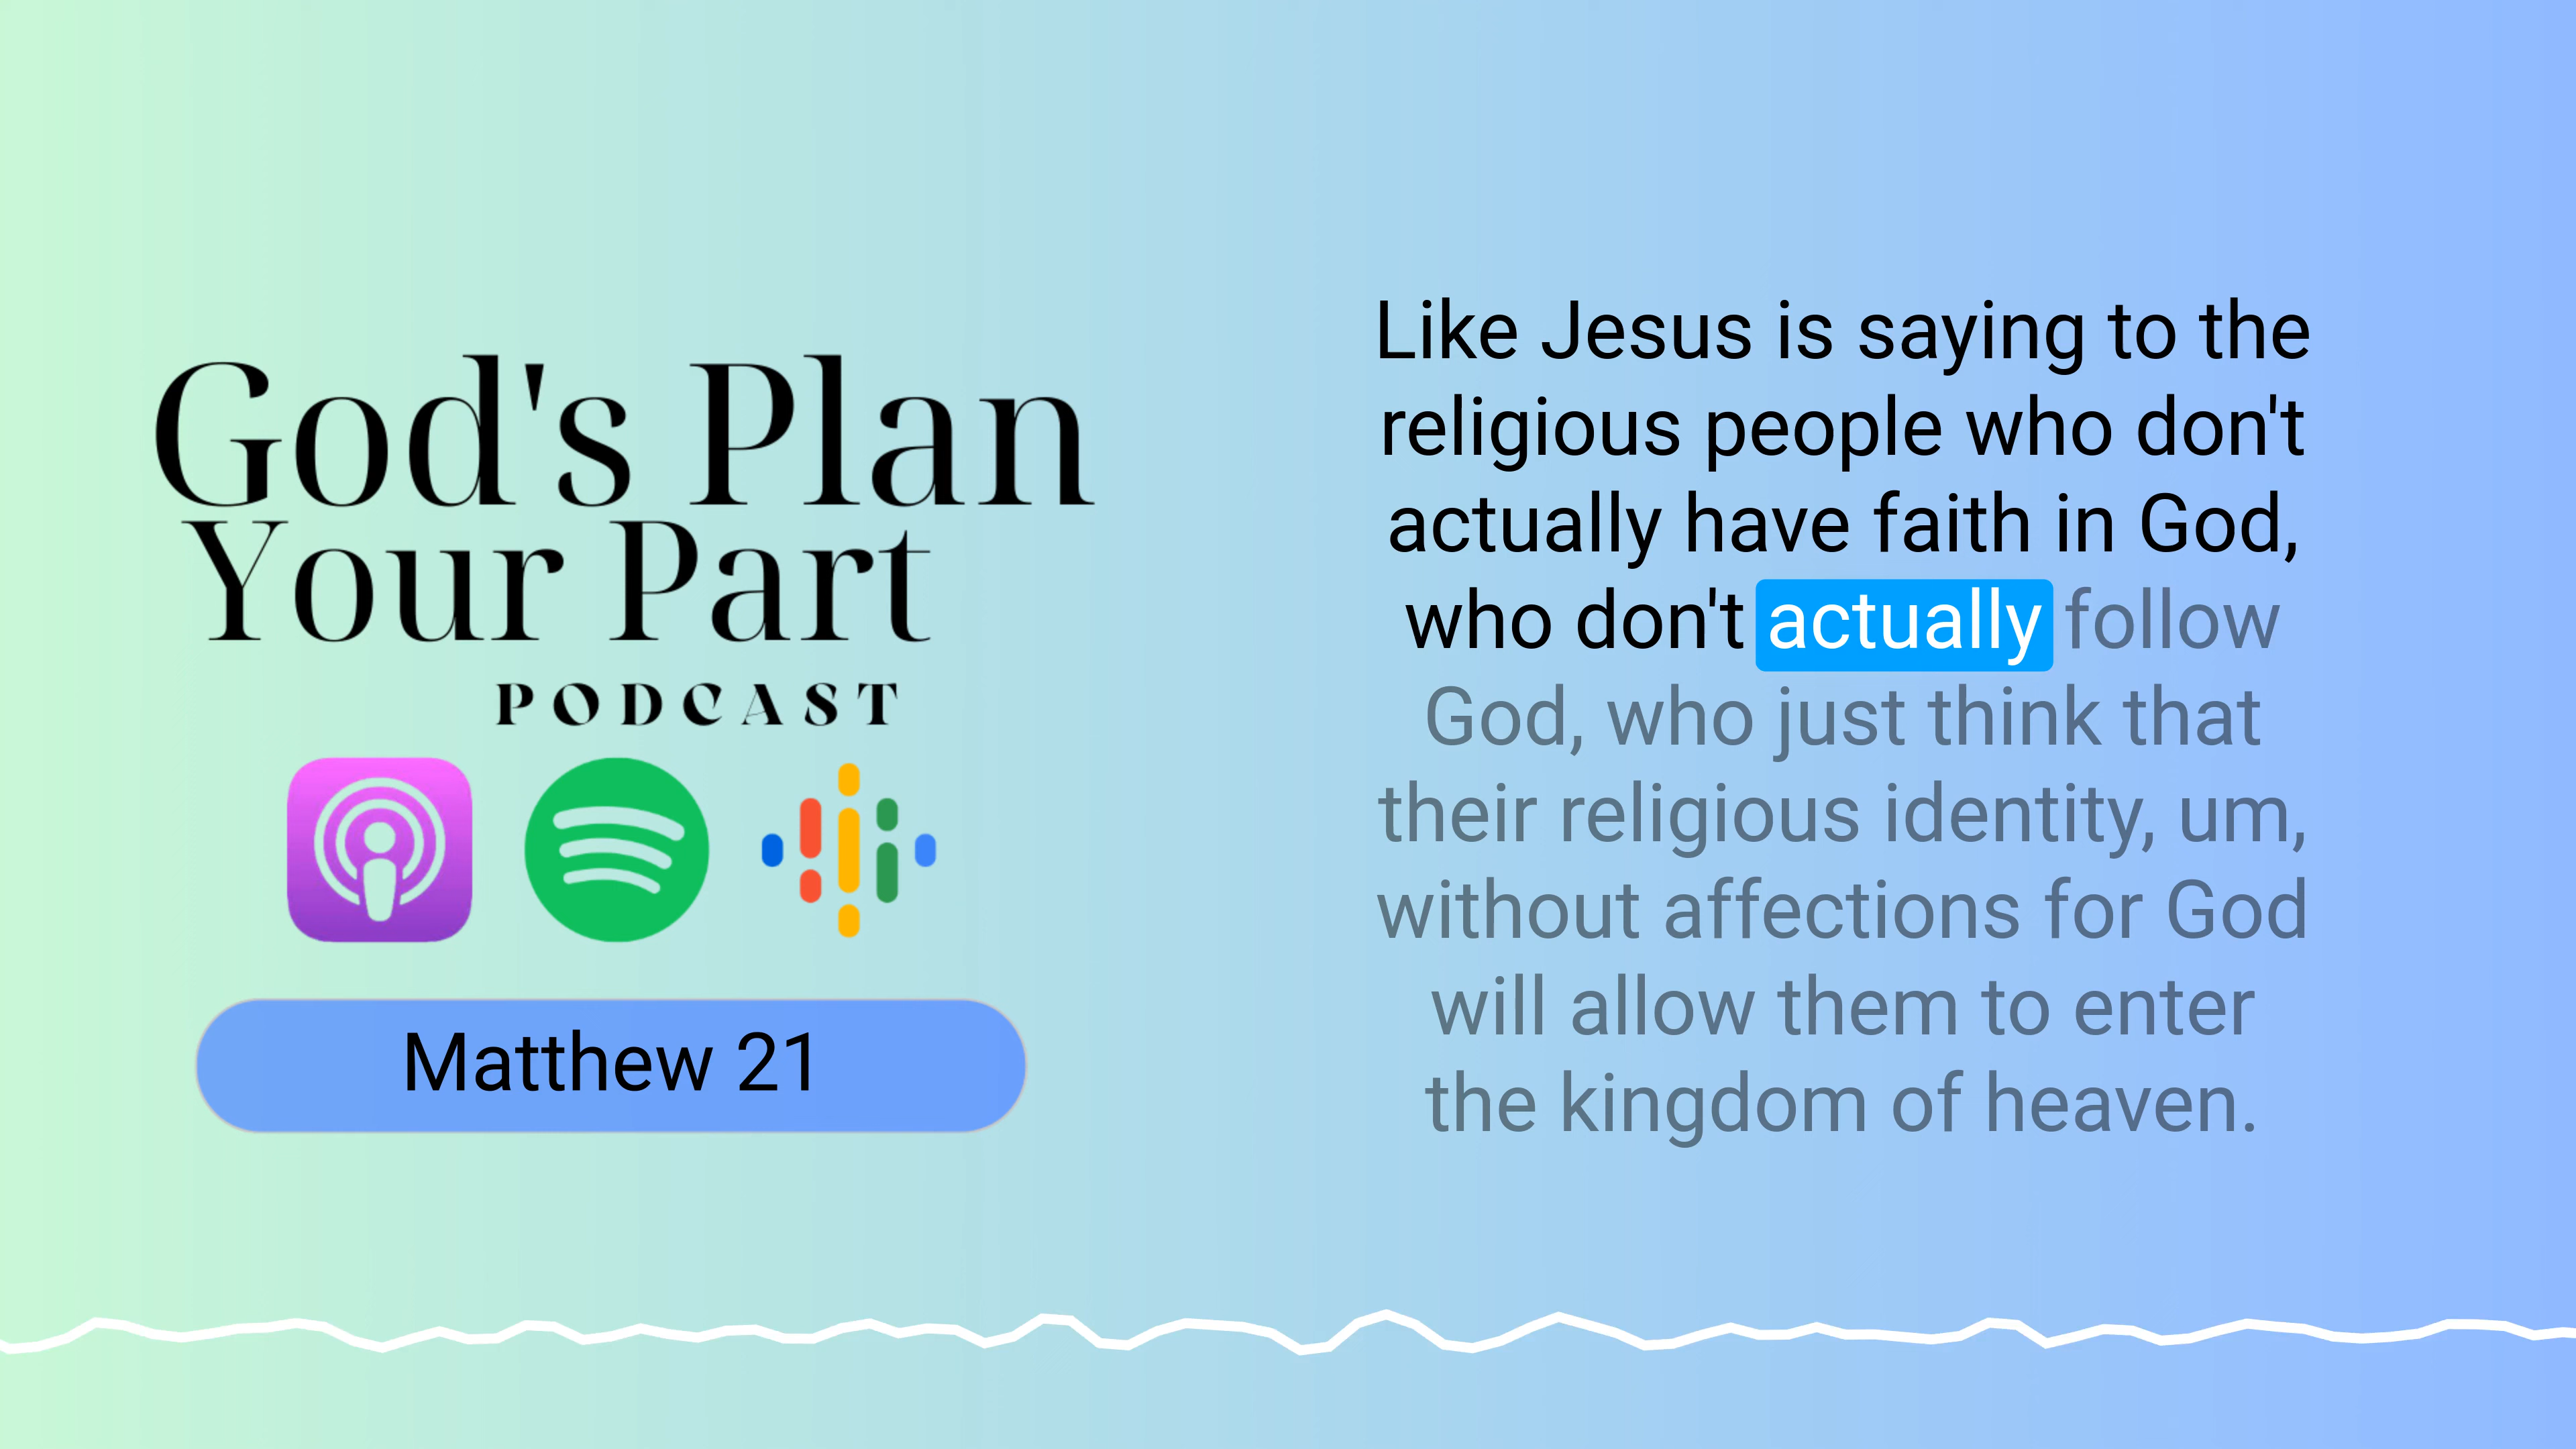 God's Plan
Your Part
PODCAST
Matthew 21
Like Jesus is saying to the
religious people who don't
actually have faith in God,
who don't actually follow
God, who just think that
their religious identity, um,
without affections for God
will allow them to enter
the kingdom of heaven.